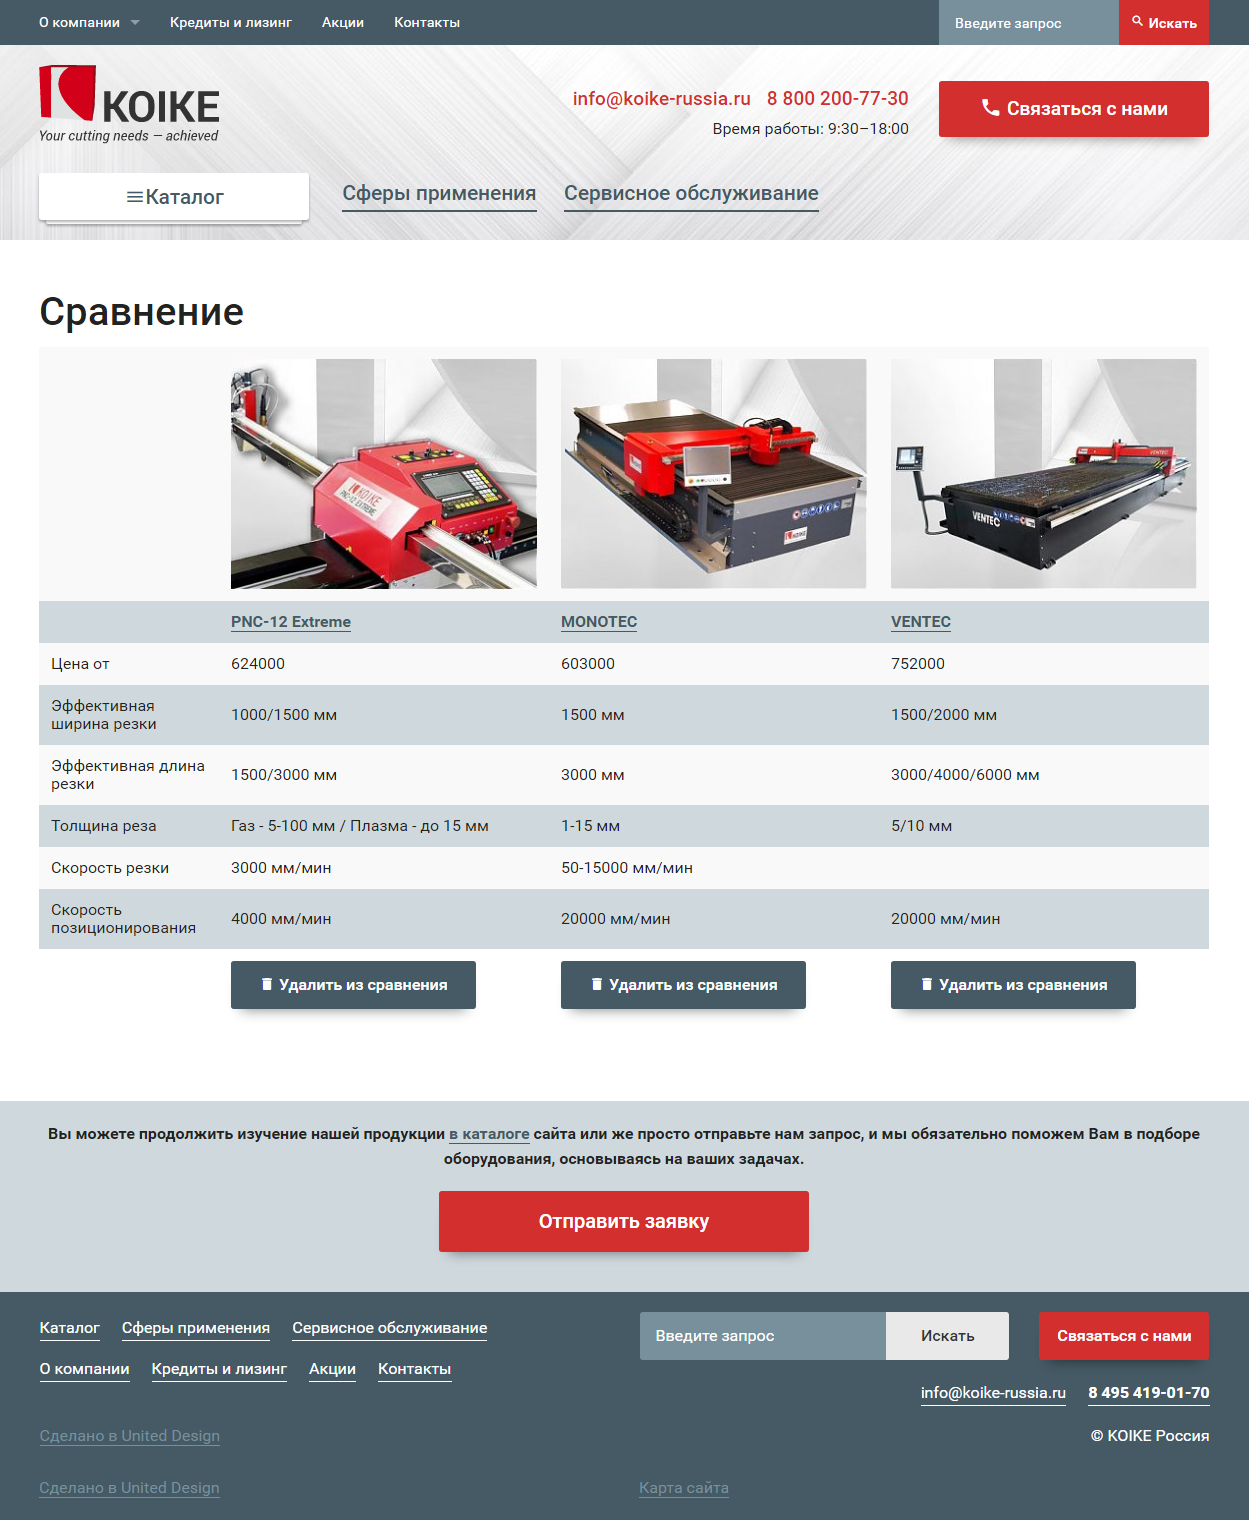 О компании Кредиты и лизинг Акции Контакты Введите запрос Искать
KOIKE
Your cutting needs — achieved
info@koike-russia.ru 8 800 200-77-30
Время работы: 9:30–18:00
Связаться с нами
Каталог Сферы применения Сервисное обслуживание
Сравнение
KOIKE
PNC-12 EXTREME
KOIKE
VENTEC
VENTEC
PNC-12 Extreme MONOTEC VENTEC
Цена от 624000 603000 752000
Эффективная
ширина резки 1000/1500 мм 1500 мм 1500/2000 мм
Эффективная длина
резки 1500/3000 мм 3000 мм 3000/4000/6000 мм
Толщина реза Газ - 5-100 мм / Плазма - до 15 мм 1-15 мм 5/10 мм
Скорость резки 3000 мм/мин 50-15000 мм/мин
Скорость
позиционирования 4000 мм/мин 20000 мм/мин 20000 мм/мин
Удалить из сравнения Удалить из сравнения Удалить из сравнения
Вы можете продолжить изучение нашей продукции в каталоге сайта или же просто отправьте нам запрос, и мы обязательно поможем Вам в подборе
оборудования, основываясь на ваших задачах.
Отправить заявку
Каталог Сферы применения Сервисное обслуживание
О компании Кредиты и лизинг Акции Контакты
Введите запрос Искать Связаться с нами
info@koike-russia.ru 8 495 419-01-70
Сделано в United Design © KOIKE Россия
Сделано в United Design Карта сайта